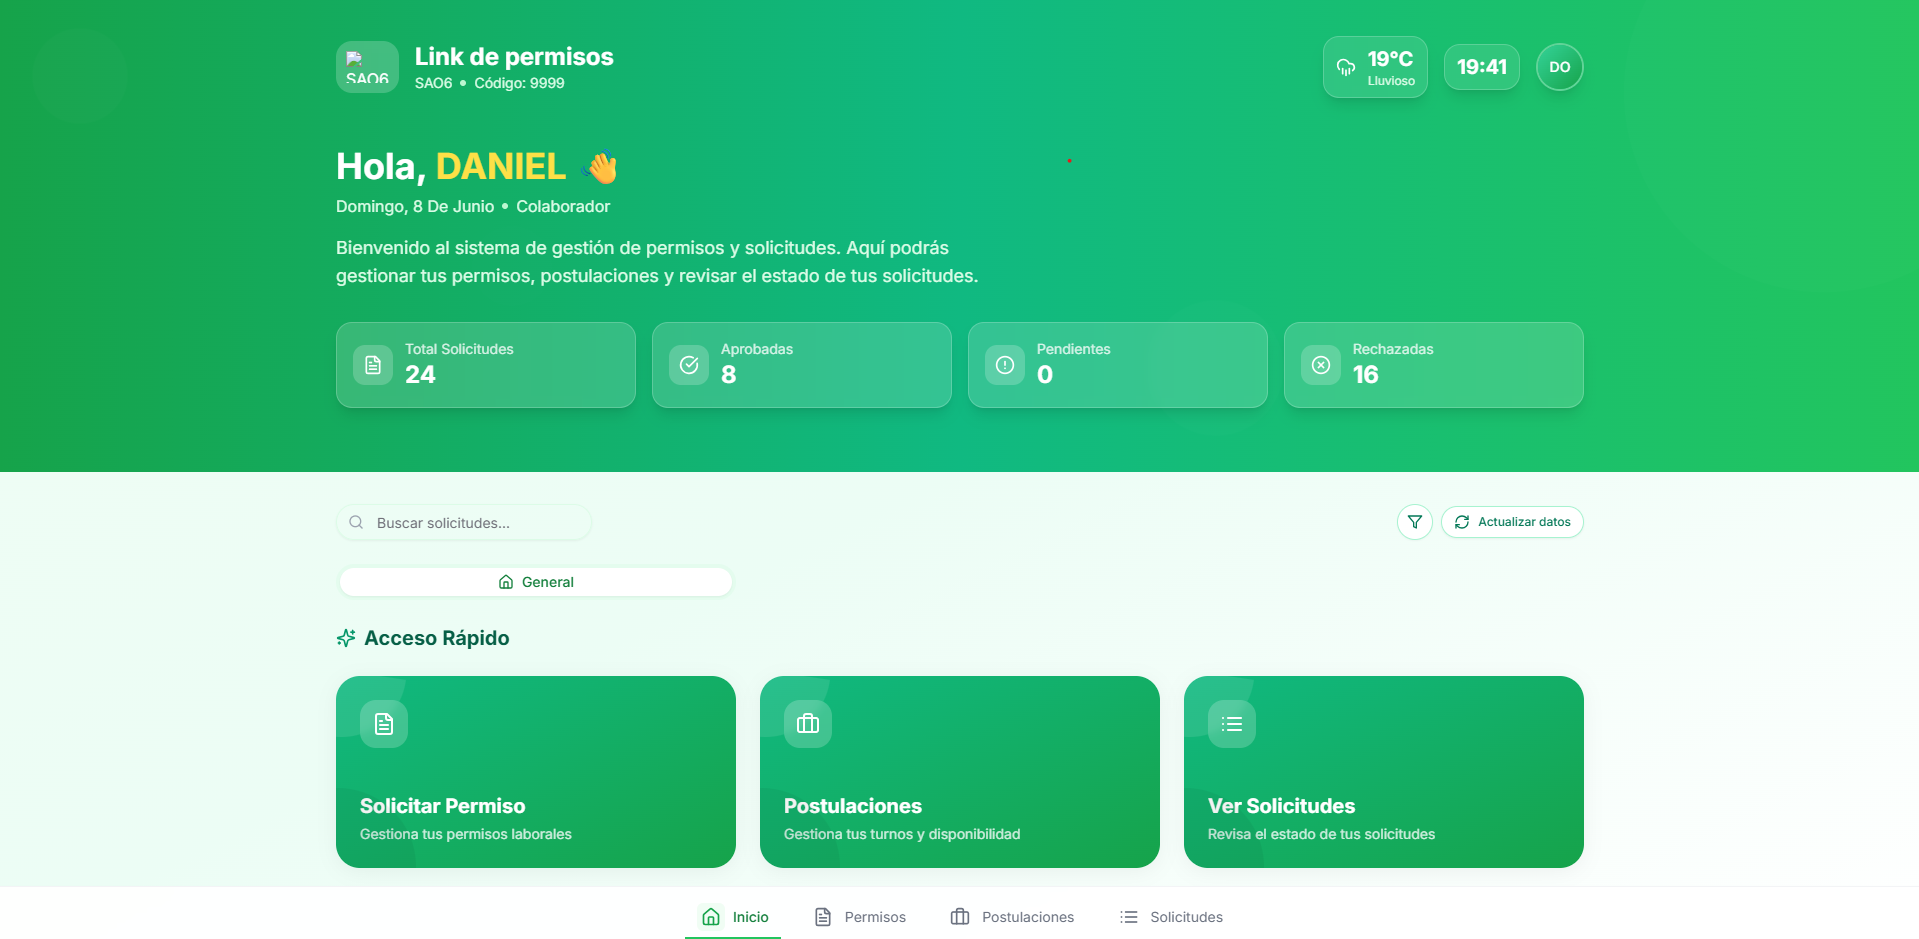 SAO6
Link de permisos
SAO6 • Código: 9999
19°C
Lluvioso
19:41
DO
Hola, DANIEL 👋
Domingo, 8 De Junio • Colaborador
Bienvenido al sistema de gestión de permisos y solicitudes. Aquí podrás
gestionar tus permisos, postulaciones y revisar el estado de tus solicitudes.
Total Solicitudes
24
Aprobadas
8
Pendientes
0
Rechazadas
16
Buscar solicitudes...
Actualizar datos
General
Acceso Rápido
Solicitar Permiso
Gestiona tus permisos laborales
Postulaciones
Gestiona tus turnos y disponibilidad
Ver Solicitudes
Revisa el estado de tus solicitudes
Inicio
Permisos
Postulaciones
Solicitudes